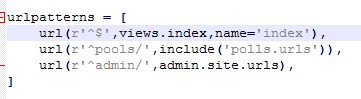 urlpatterns = [
    url(r'^$',views.index,name='index'),
    url(r'^pools/',include('polls.urls')),
    url(r'^admin/',admin.site.urls),
]